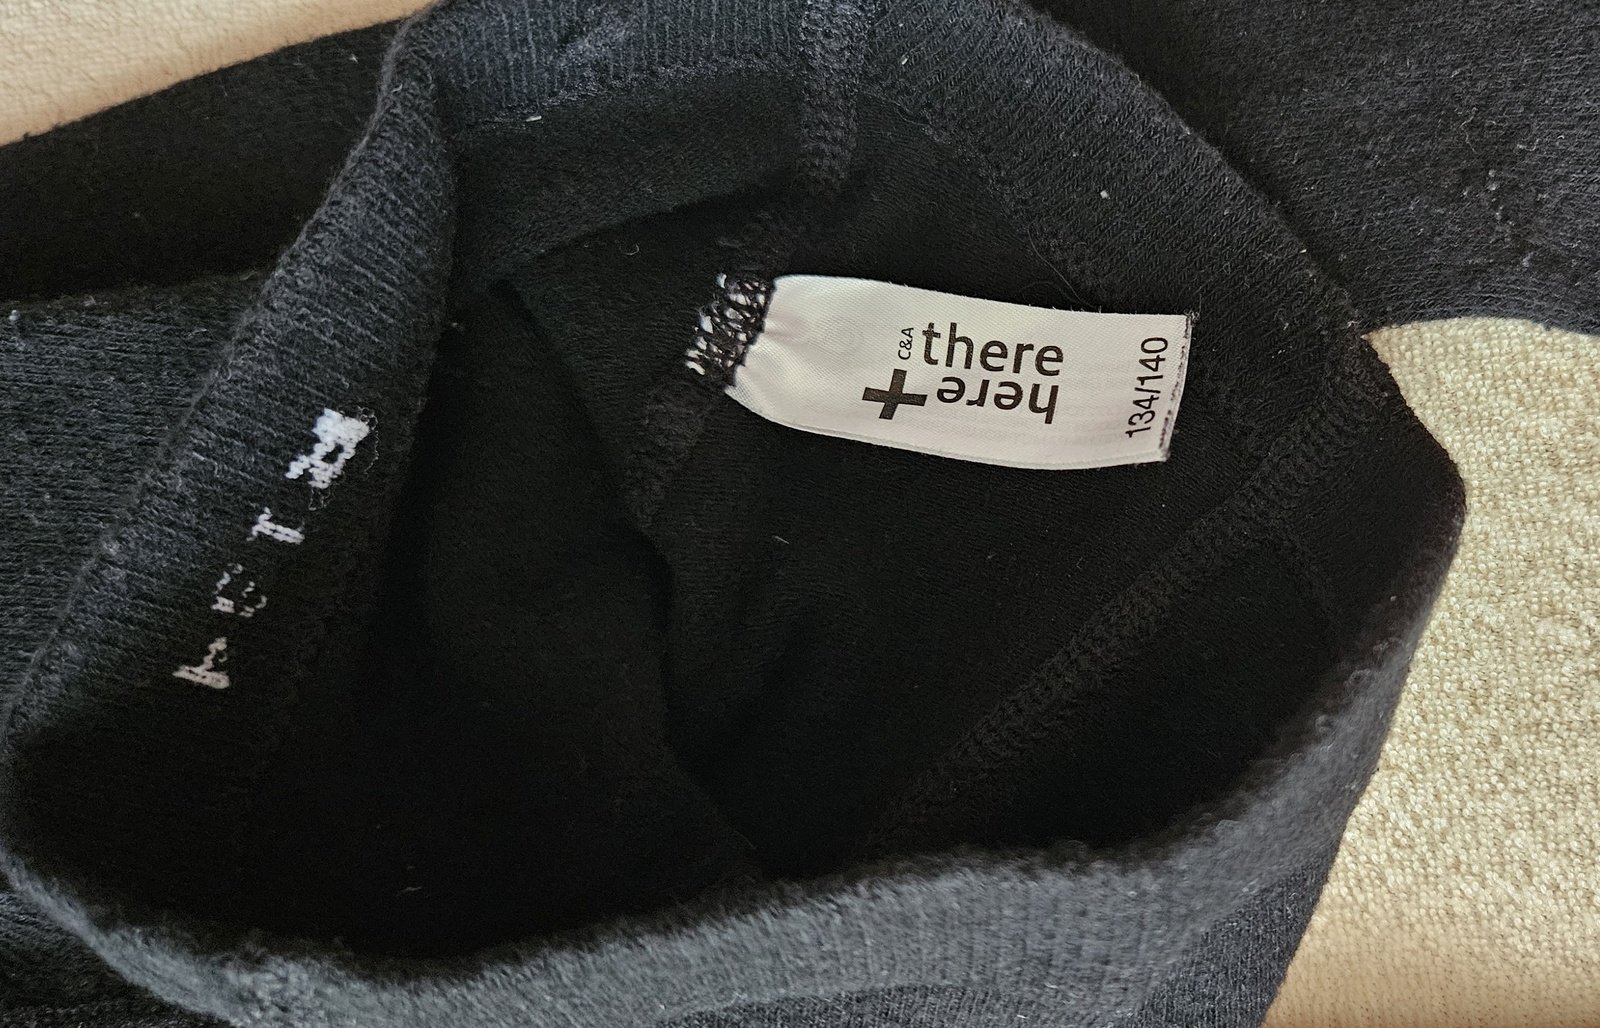 C&A
there
+ here
134/140